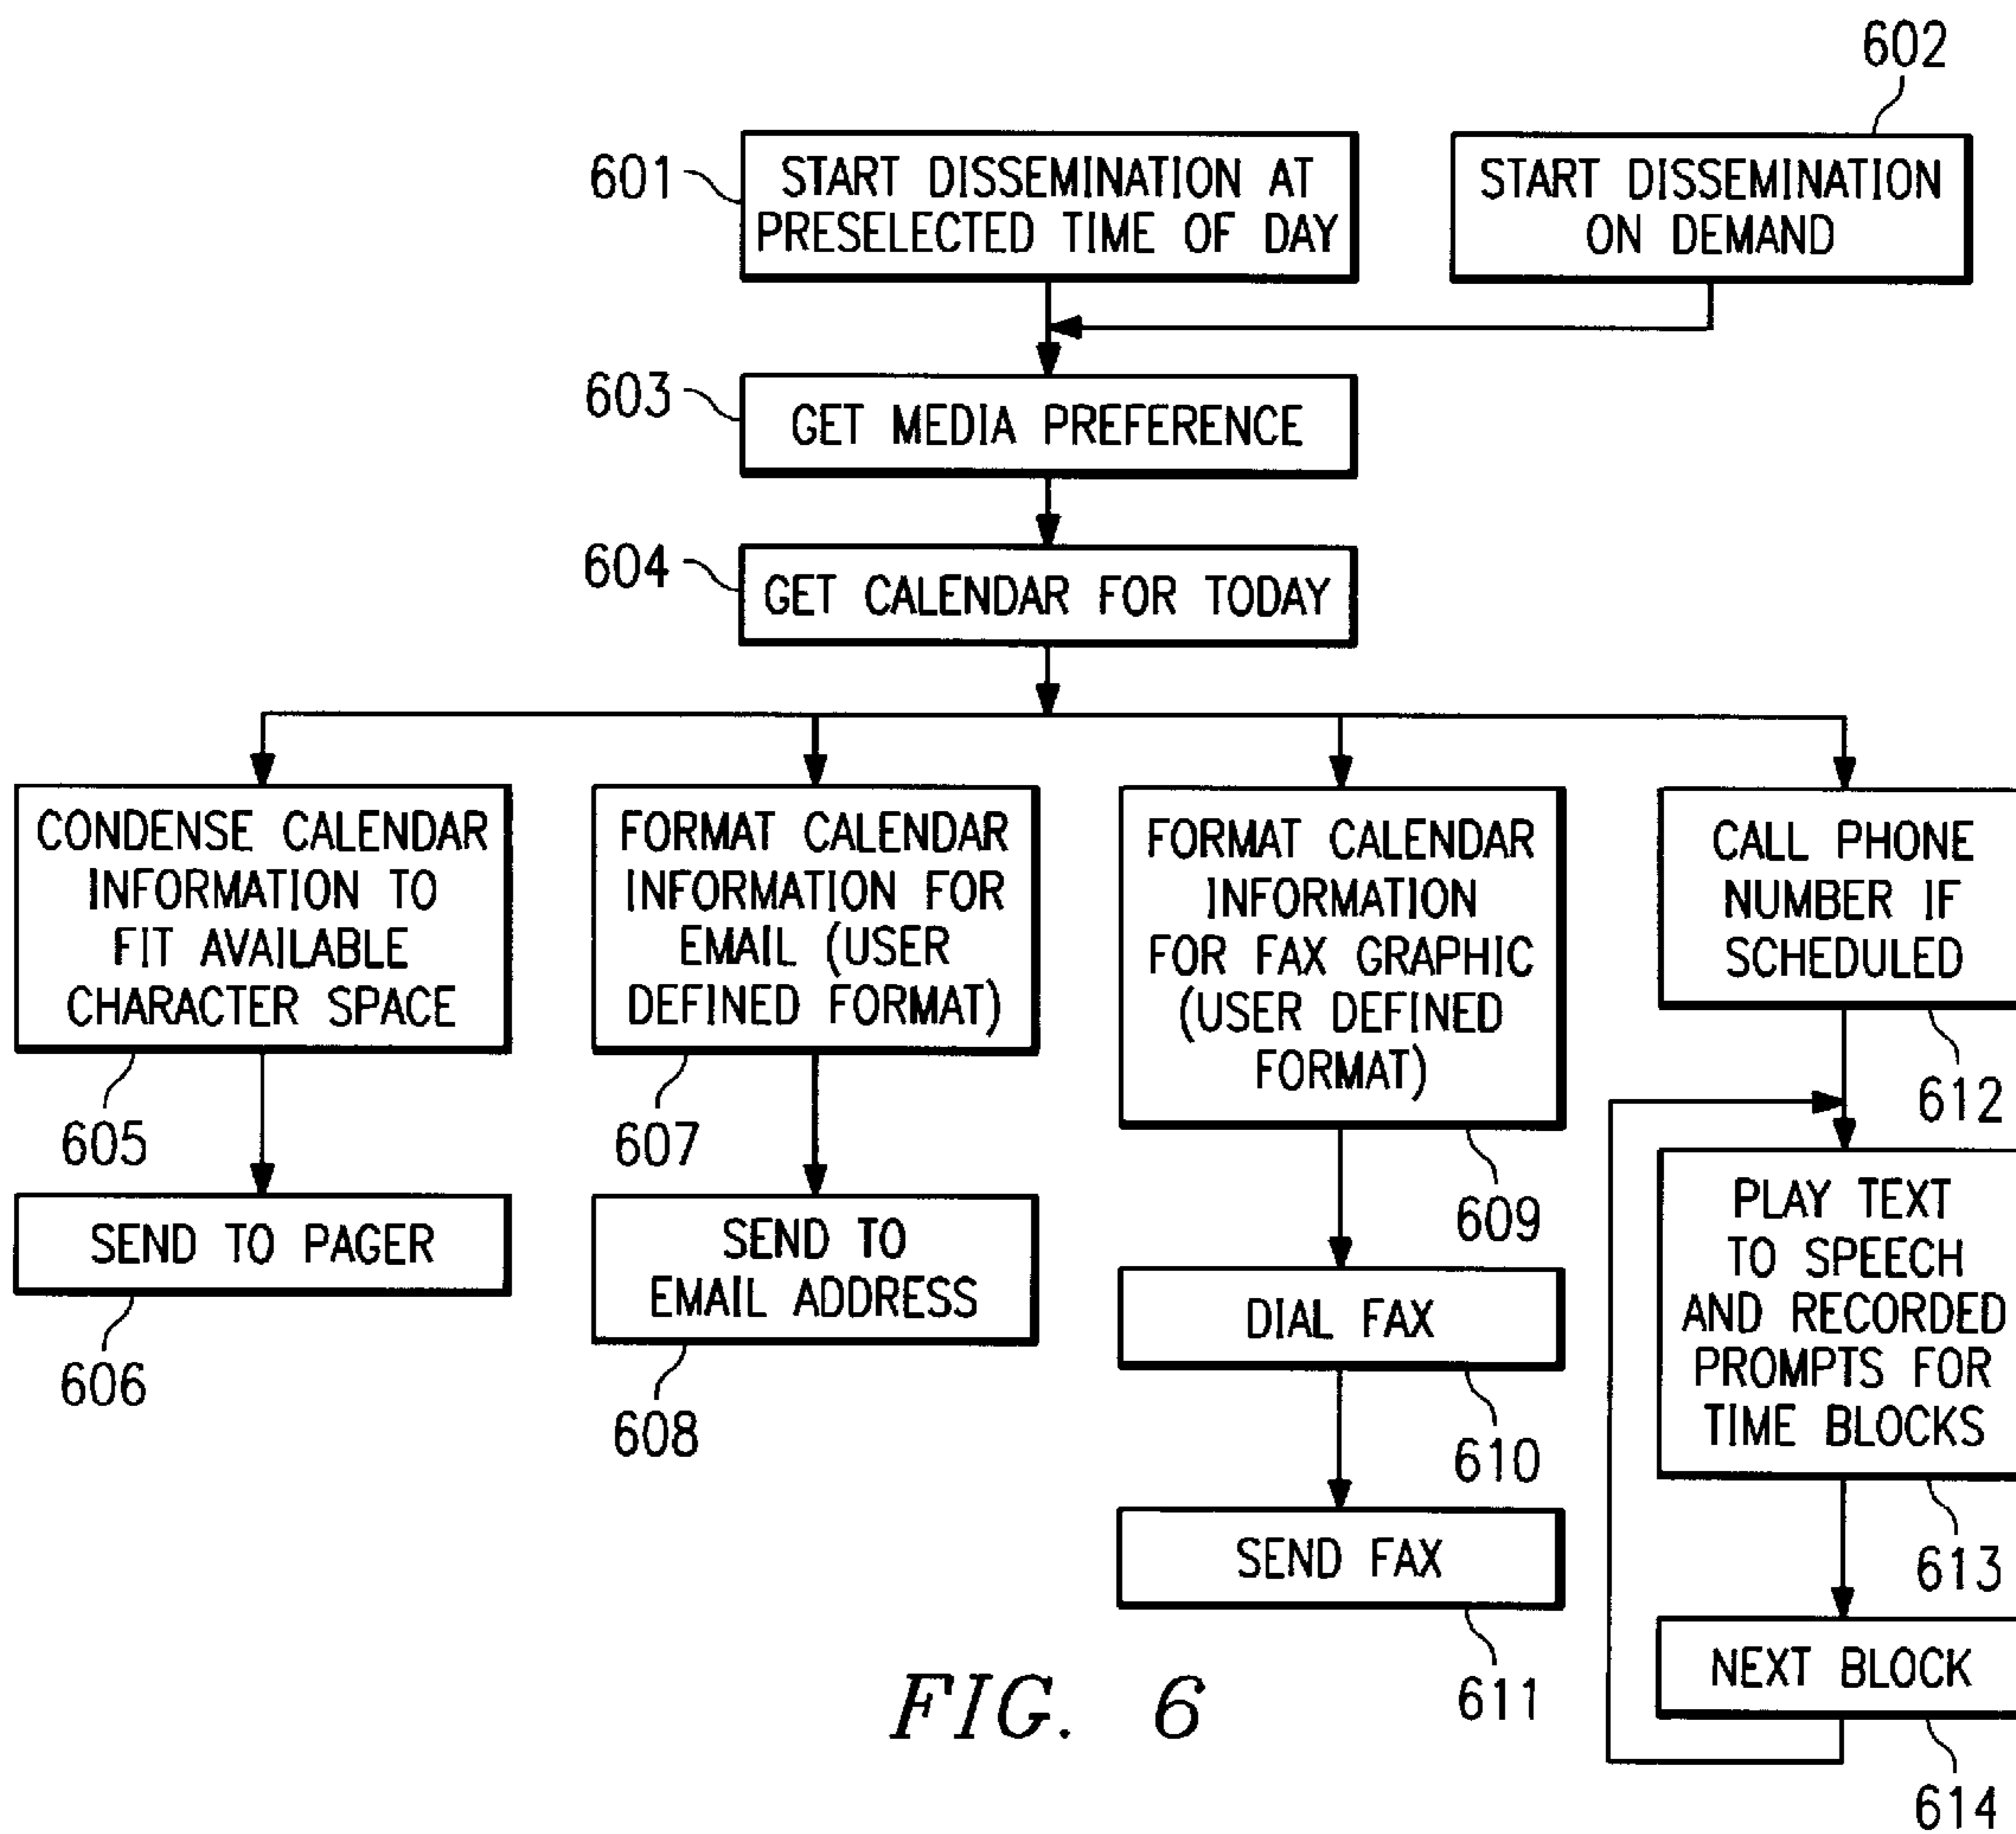 602
601
START DISSEMINATION AT
PRESELECTED TIME OF DAY
START DISSEMINATION
ON DEMAND
603
GET MEDIA PREFERENCE
604
GET CALENDAR FOR TODAY
CONDENSE CALENDAR
INFORMATION TO
FIT AVAILABLE
CHARACTER SPACE
605
SEND TO PAGER
606
FORMAT CALENDAR
INFORMATION FOR
EMAIL (USER
DEFINED FORMAT)
607
SEND TO
EMAIL ADDRESS
608
FORMAT CALENDAR
INFORMATION
FOR FAX GRAPHIC
(USER DEFINED
FORMAT)
609
DIAL FAX
610
SEND FAX
611
CALL PHONE
NUMBER IF
SCHEDULED
612
PLAY TEXT
TO SPEECH
AND RECORDED
PROMPTS FOR
TIME BLOCKS
613
NEXT BLOCK
614
FIG. 6